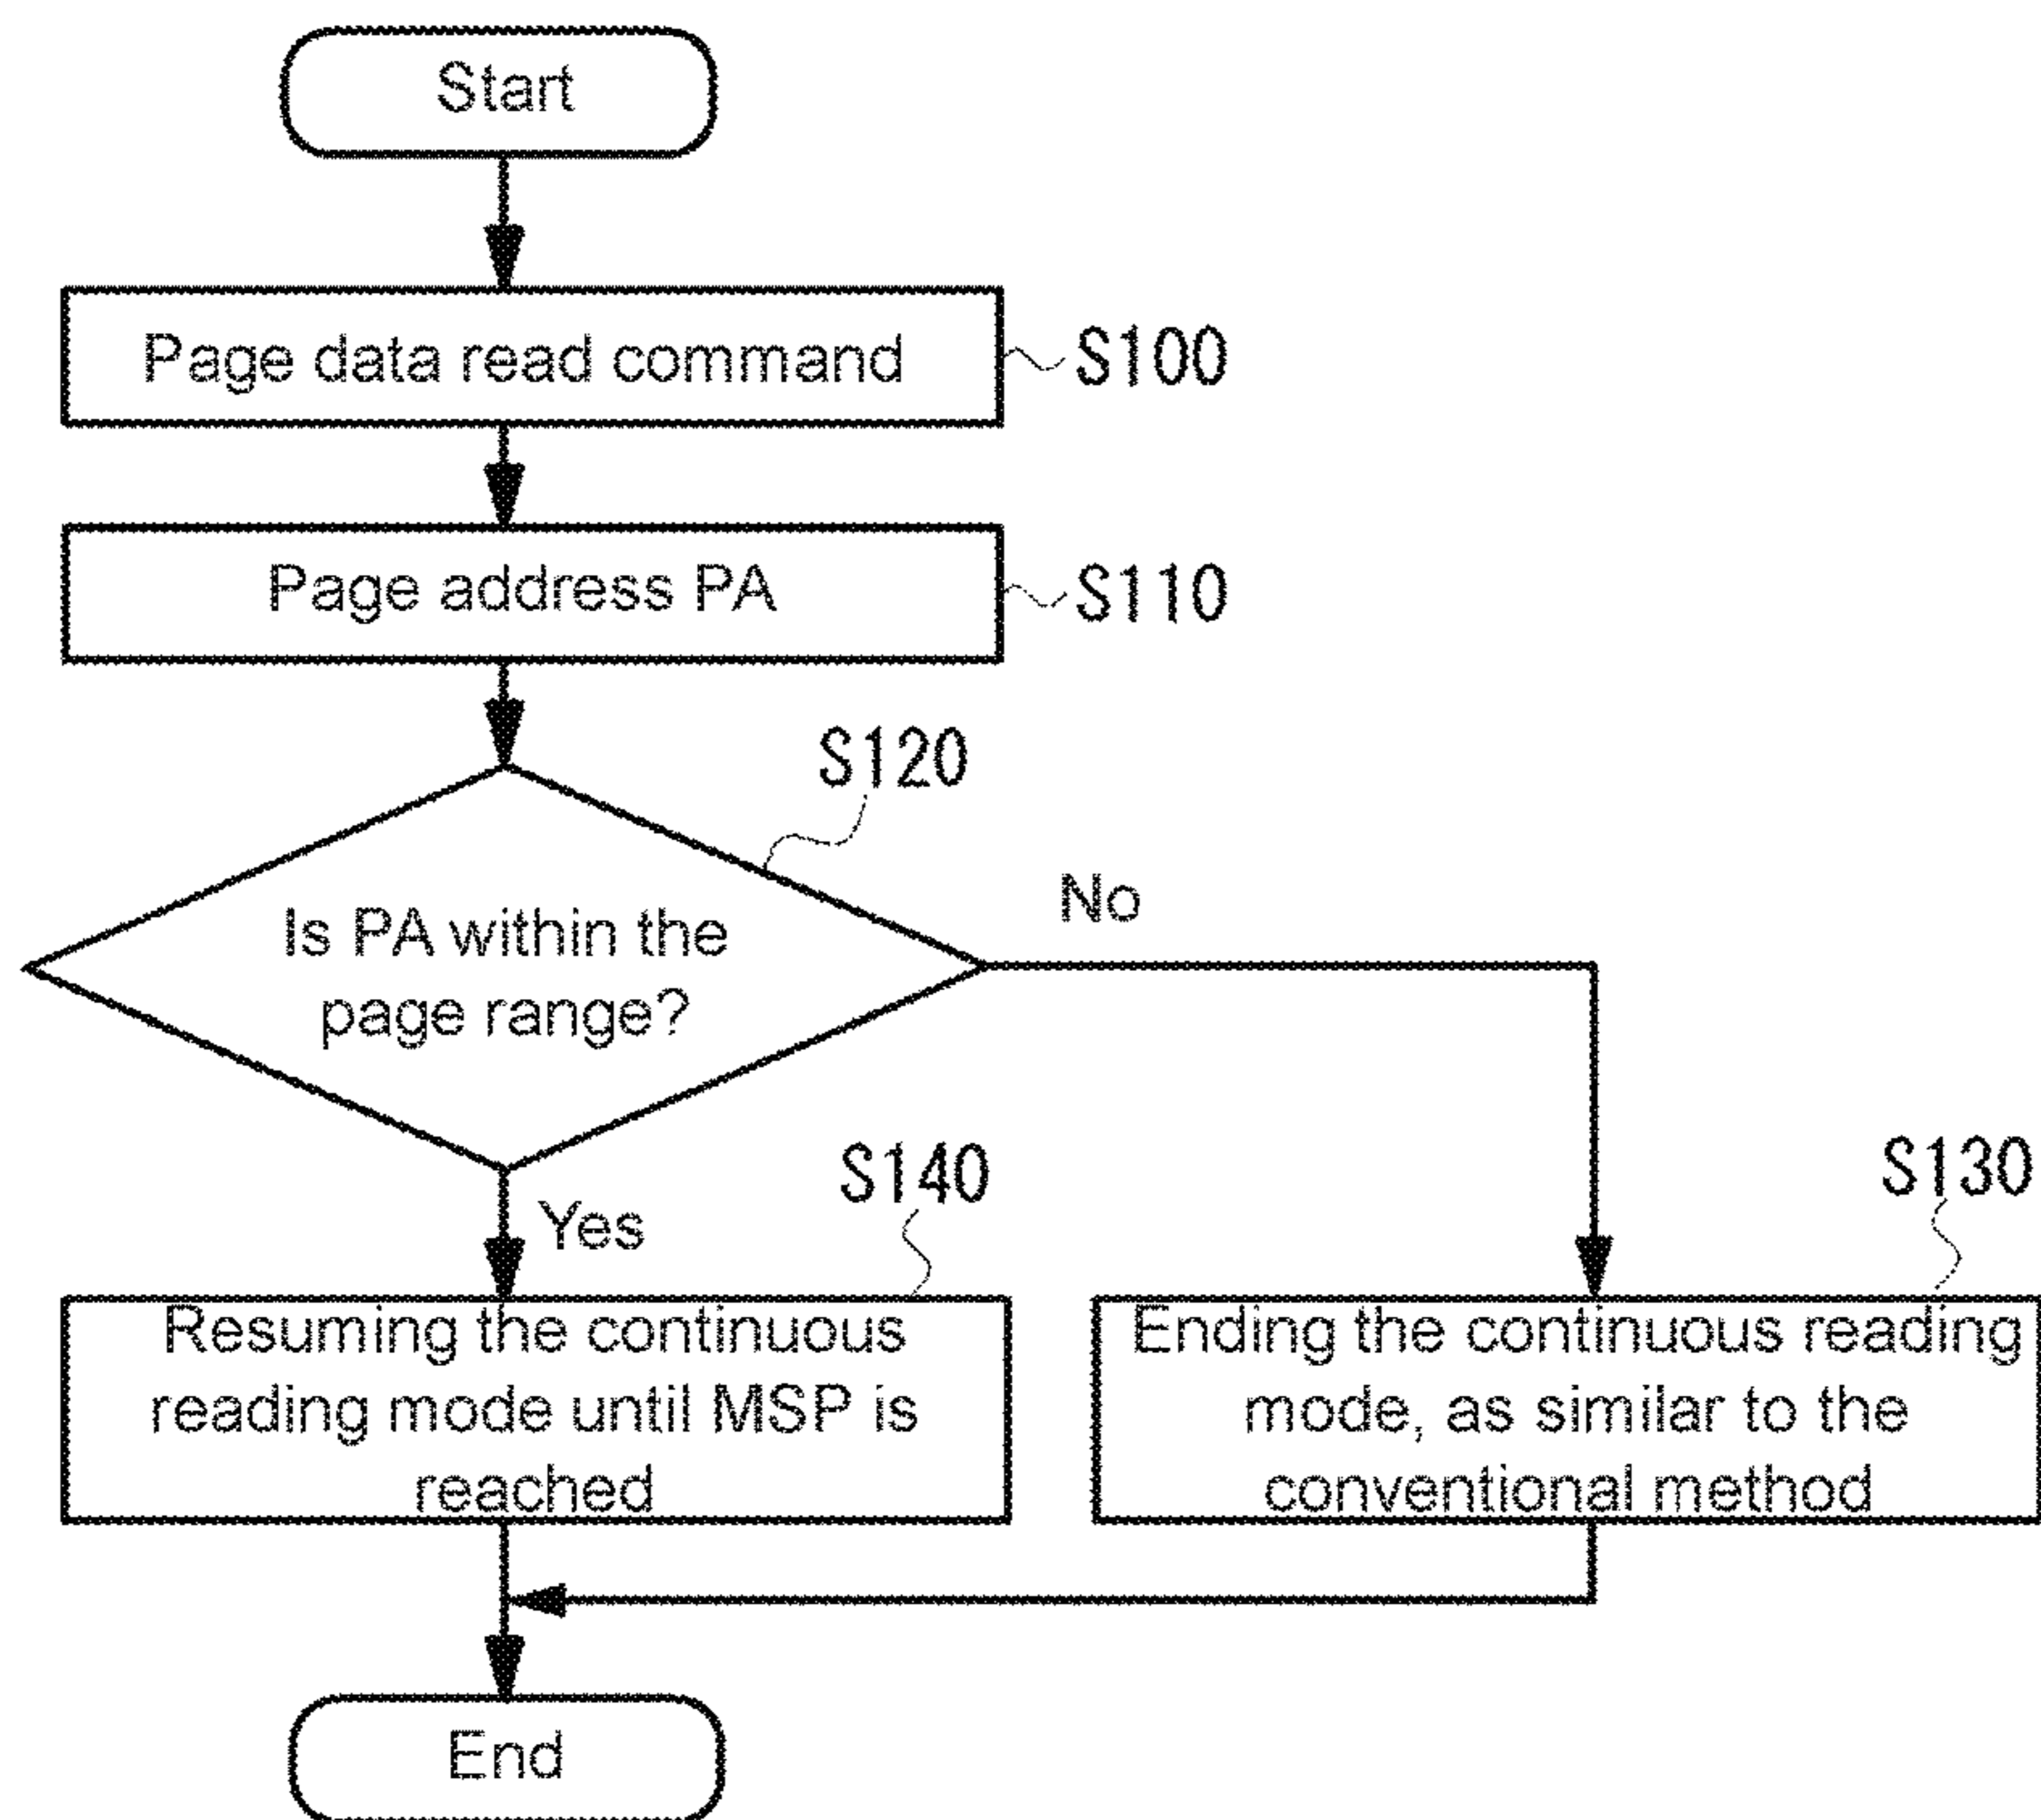 Start
Page data read command
S100
Page address PA
S110
S120
Is PA within the
page range?
No
Yes
S140
S130
Resuming the continuous
reading mode until MSP is
reached
Ending the continuous reading
mode, as similar to the
conventional method
End